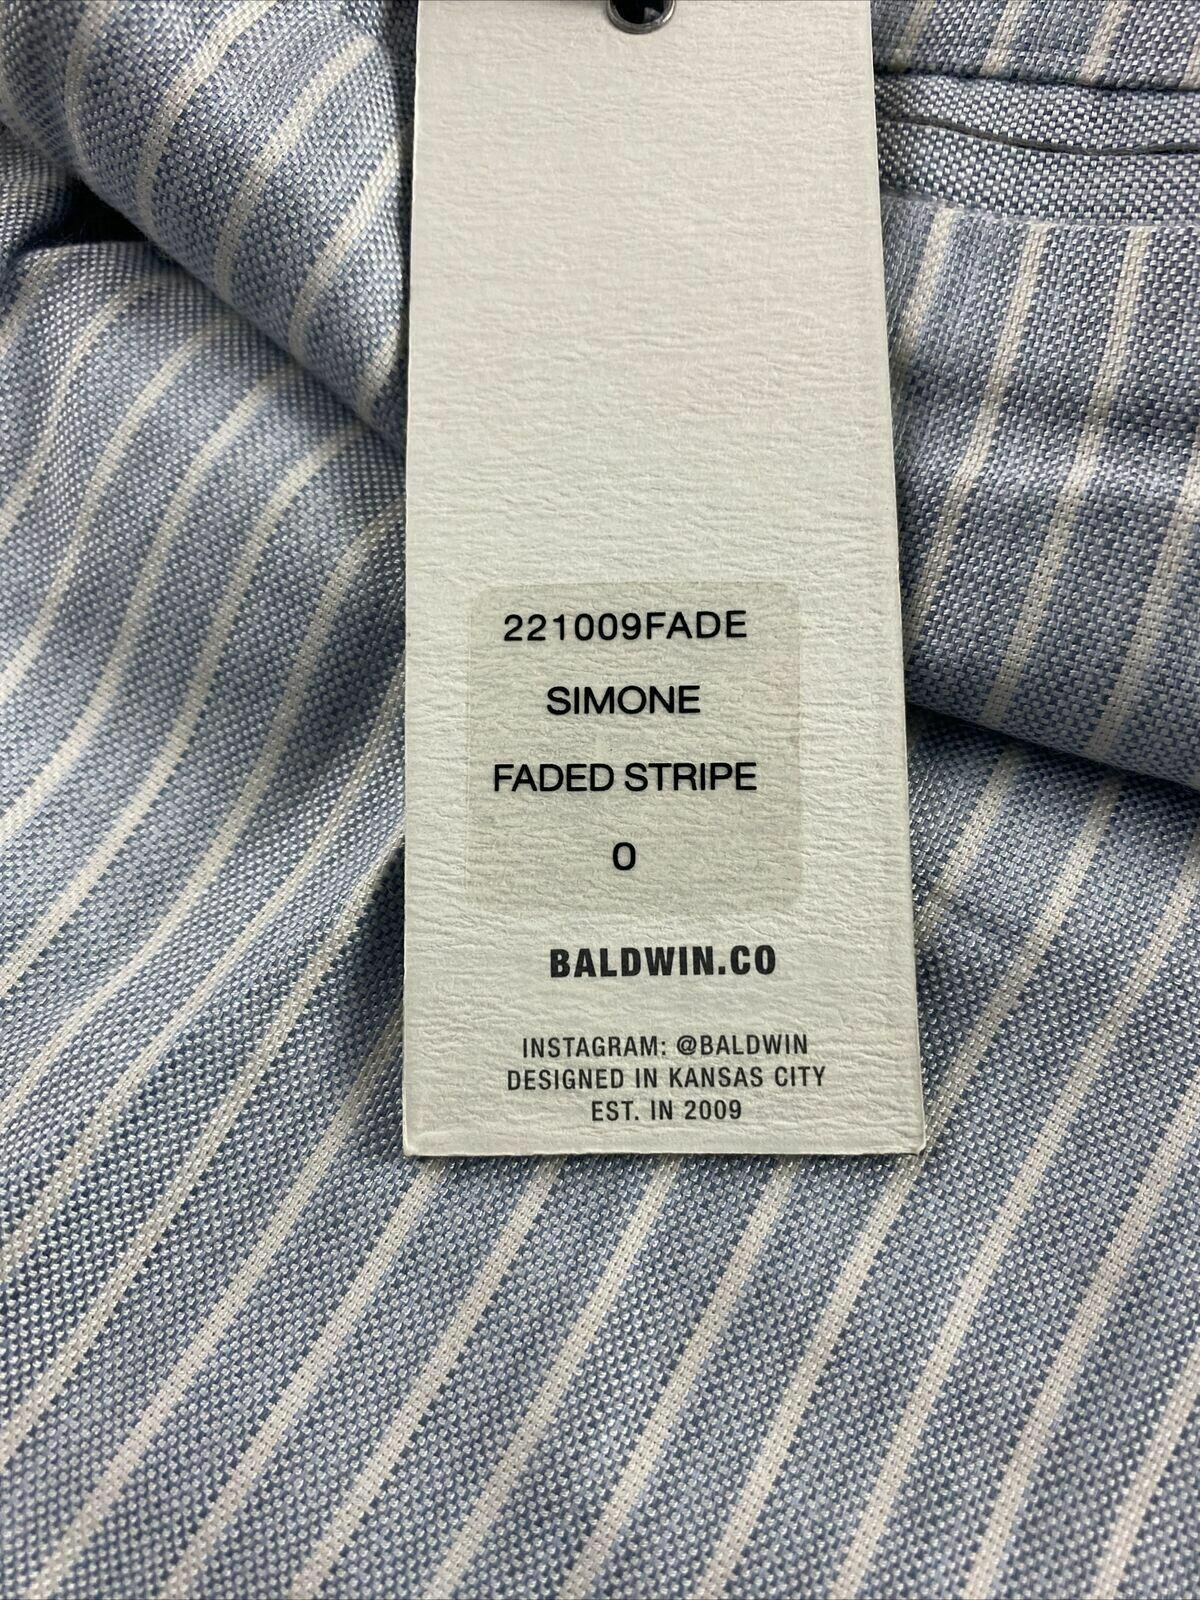 221009FADE
SIMONE
FADED STRIPE
0
BALDWIN.CO
INSTAGRAM: @BALDWIN
DESIGNED IN KANSAS CITY
EST. IN 2009